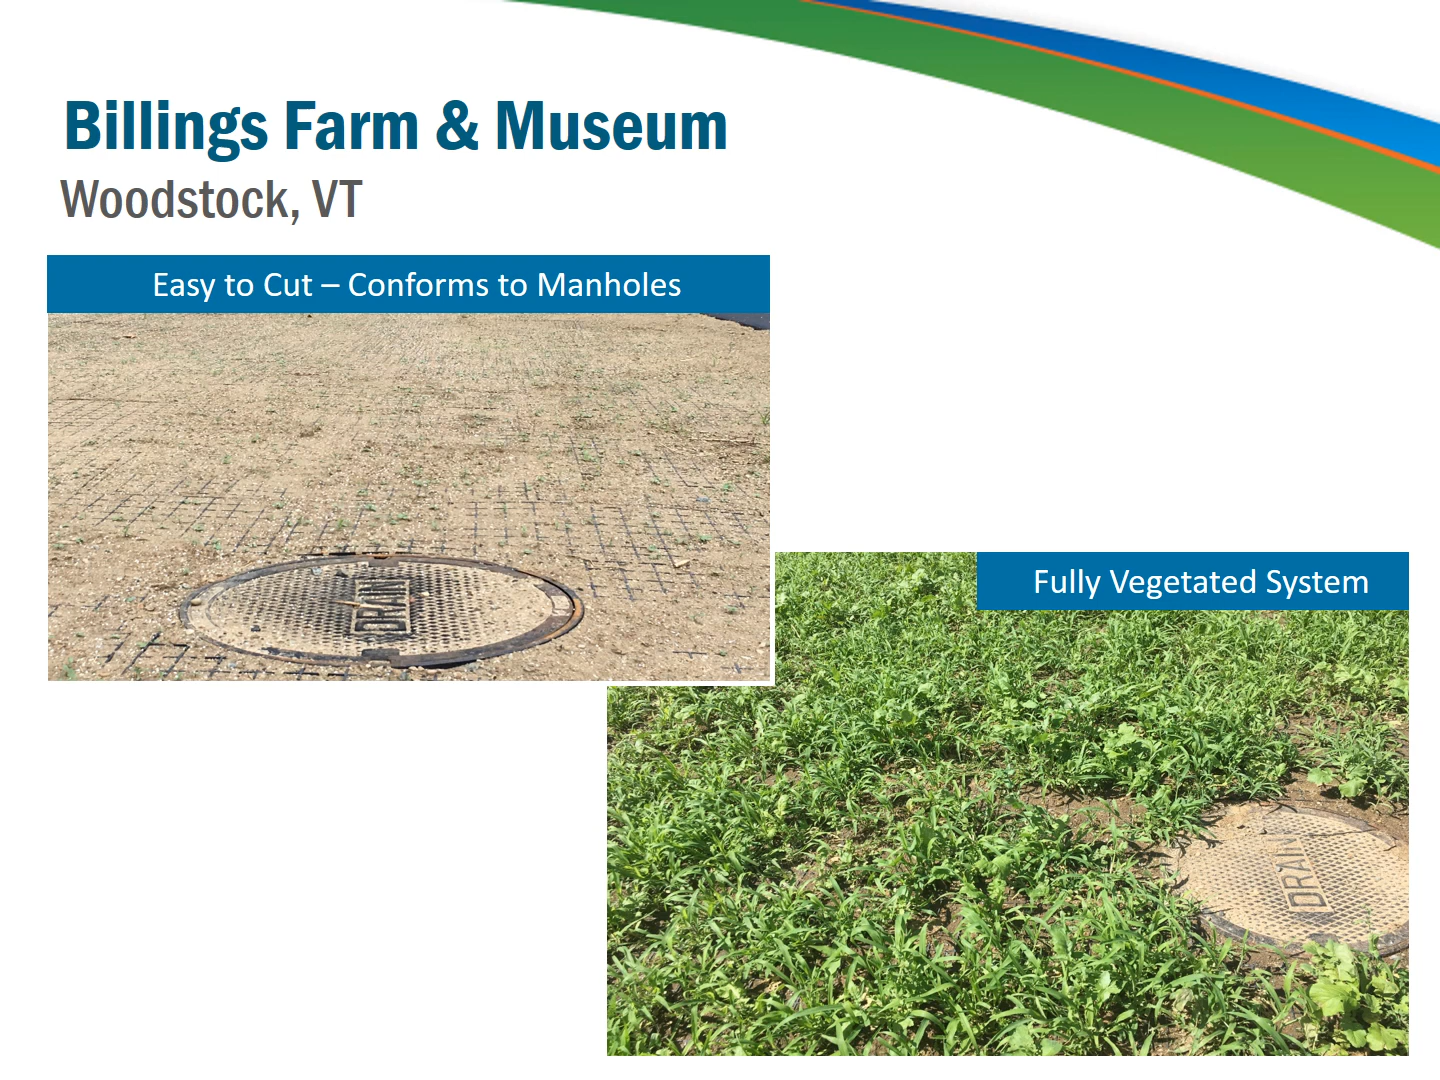 Billings Farm & Museum
Woodstock, VT
Easy to Cut – Conforms to Manholes
DRAIN
Fully Vegetated System
DRAIN